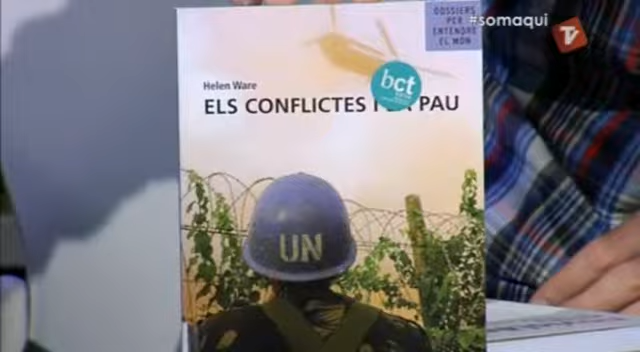 #somaqui
DOSSIERS
PER
ENTENDRE
EL MÓN
Helen Ware
ELS CONFLICTES I LA PAU
bct
UN